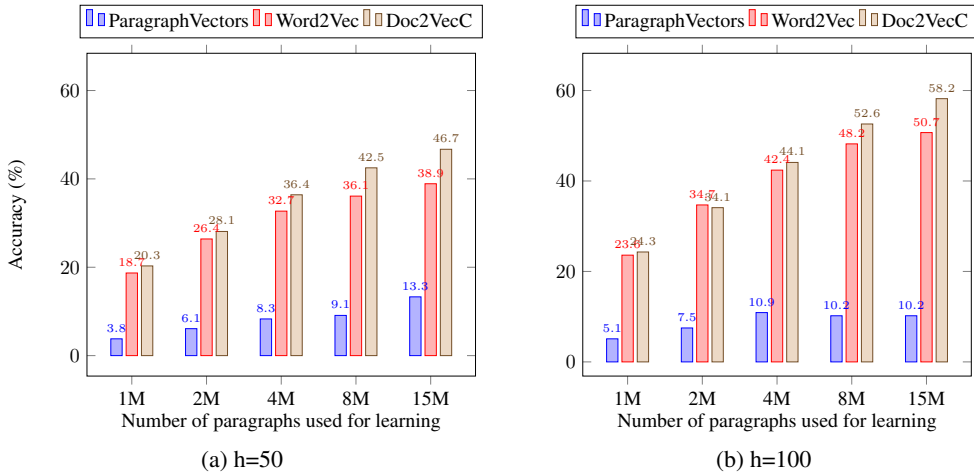 ParagraphVectors Word2Vec Doc2VecC
60
40
20
0
Accuracy (%)
3.8 18.7 20.3
6.1 26.4 28.1
8.3 32.7 36.4
9.1 36.1 42.5
13.3 38.9 46.7
1M 2M 4M 8M 15M
Number of paragraphs used for learning
(a) h=50
ParagraphVectors Word2Vec Doc2VecC
60
40
20
0
5.1 23.6 24.3
7.5 34.7 34.1
10.9 42.4 44.1
10.2 48.2 52.6
10.2 50.7 58.2
1M 2M 4M 8M 15M
Number of paragraphs used for learning
(b) h=100